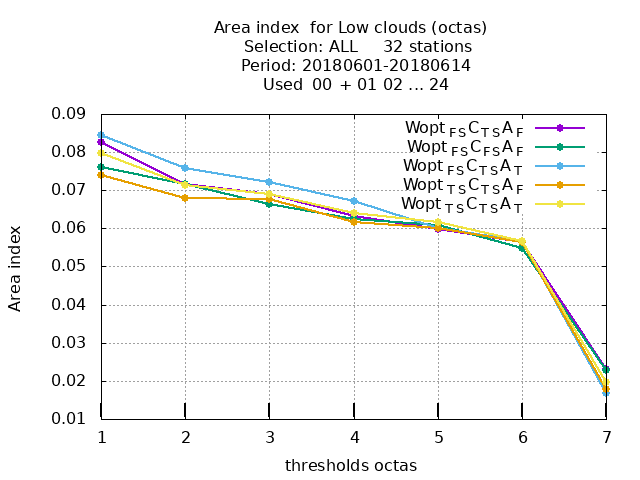 Area index  for Low clouds (octas)
Selection: ALL     32 stations
Period: 20180601-20180614
Used  00 + 01 02 ... 24
0.09
0.08
0.07
0.06
0.05
0.04
0.03
0.02
0.01
Area index
Wopt FS C TS A F
Wopt FS C FS A F
Wopt FS C TS A T
Wopt TS C TS A F
Wopt TS C TS A T
1 2 3 4 5 6 7
thresholds octas